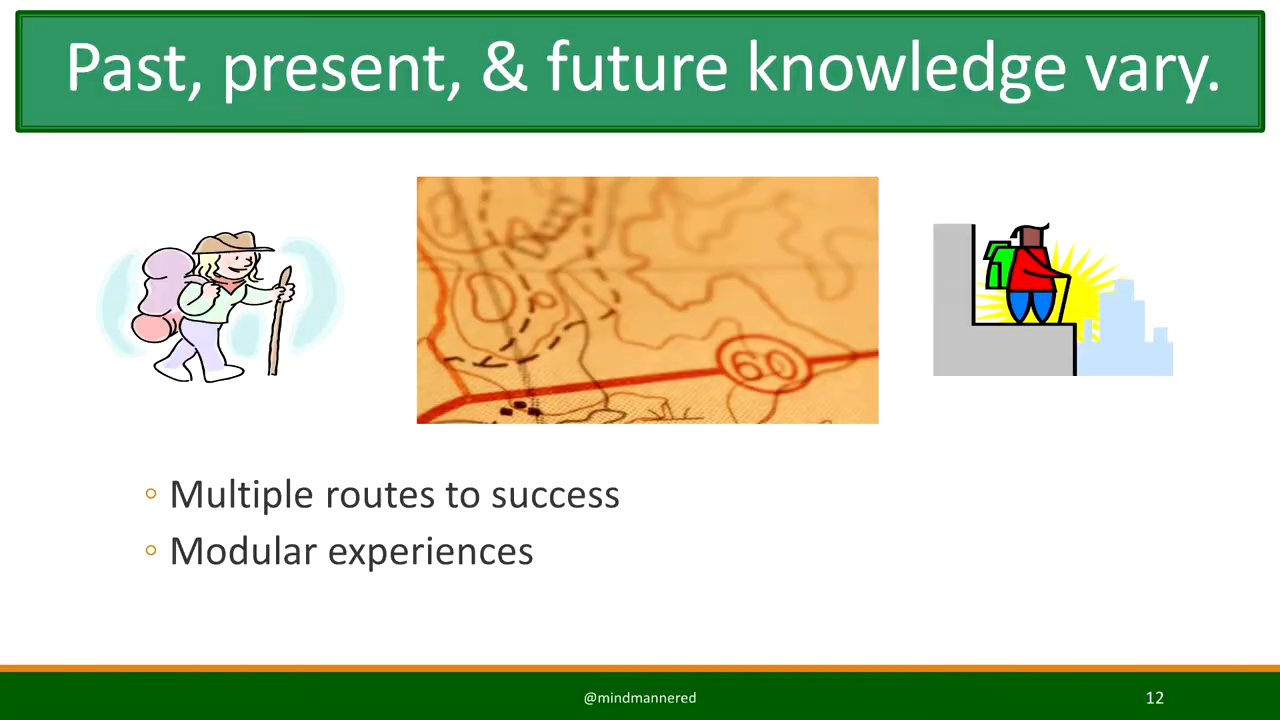 Past, present, & future knowledge vary.
60
Multiple routes to success
Modular experiences
@mindmannered
12